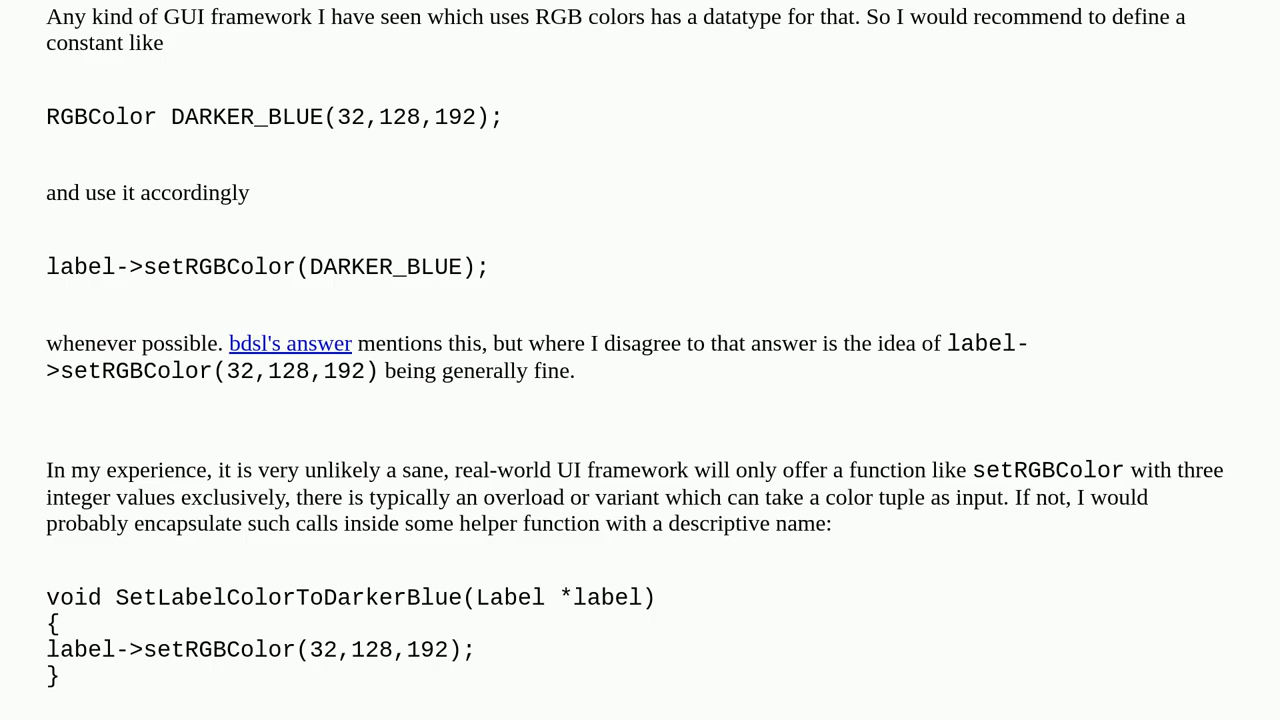 Any kind of GUI framework I have seen which uses RGB colors has a datatype for that. So I would recommend to define a
constant like
RGBColor DARKER_BLUE(32,128,192);
and use it accordingly
label->setRGBColor(DARKER_BLUE);
whenever possible. bdsl's answer mentions this, but where I disagree to that answer is the idea of label-
>setRGBColor(32,128,192) being generally fine.
In my experience, it is very unlikely a sane, real-world UI framework will only offer a function like setRGBColor with three
integer values exclusively, there is typically an overload or variant which can take a color tuple as input. If not, I would
probably encapsulate such calls inside some helper function with a descriptive name:
void SetLabelColorToDarkerBlue(Label *label)
{
label->setRGBColor(32,128,192);
}